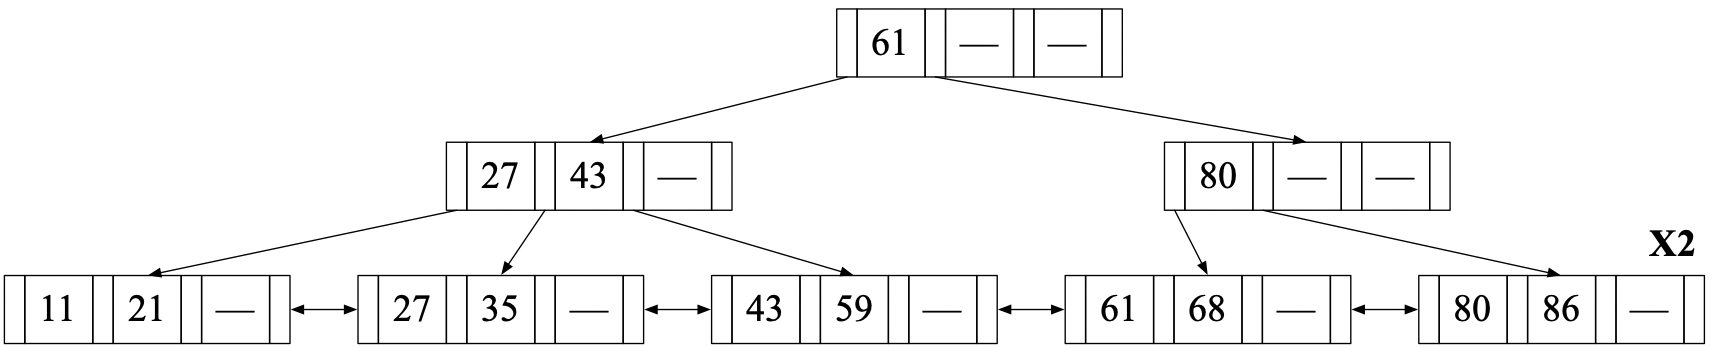 61 — —
27 43 —
80 — —
X2
11 21 —
27 35 —
43 59 —
61 68 —
80 86 —